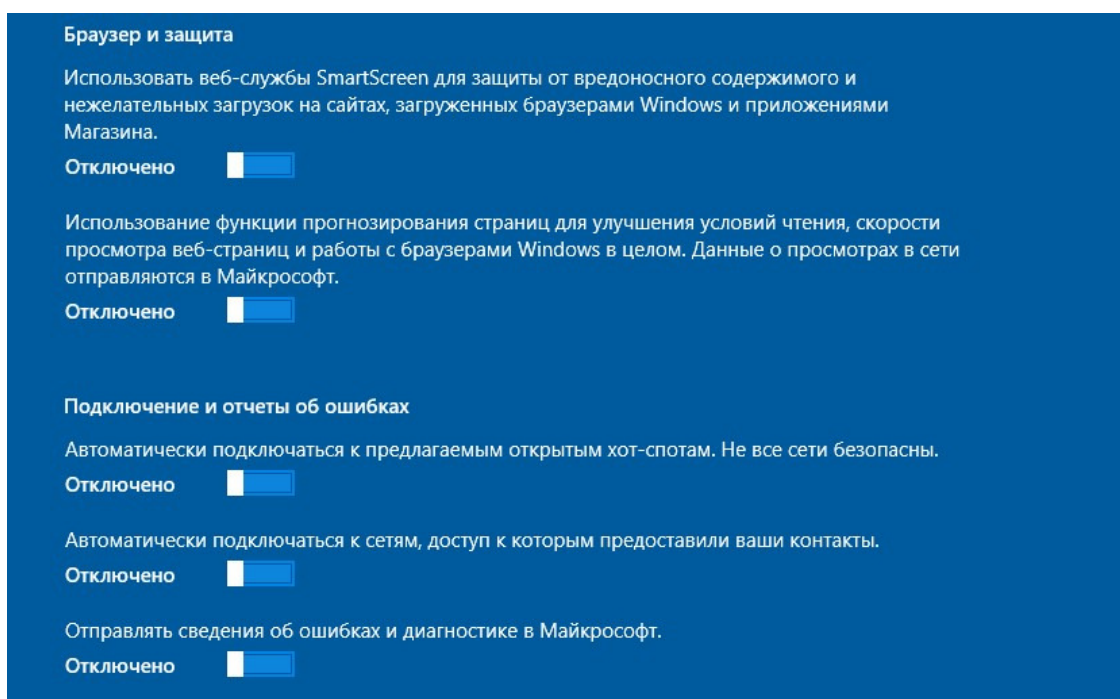 Браузер и защита
Использовать веб-службы SmartScreen для защиты от вредоносного содержимого и
нежелательных загрузок на сайтах, загруженных браузерами Windows и приложениями
Магазина.
Отключено
Использование функции прогнозирования страниц для улучшения условий чтения, скорости
просмотра веб-страниц и работы с браузерами Windows в целом. Данные о просмотрах в сети
отправляются в Майкрософт.
Отключено
Подключение и отчеты об ошибках
Автоматически подключаться к предлагаемым открытым хот-спотам. Не все сети безопасны.
Отключено
Автоматически подключаться к сетям, доступ к которым предоставили ваши контакты.
Отключено
Отправлять сведения об ошибках и диагностике в Майкрософт.
Отключено